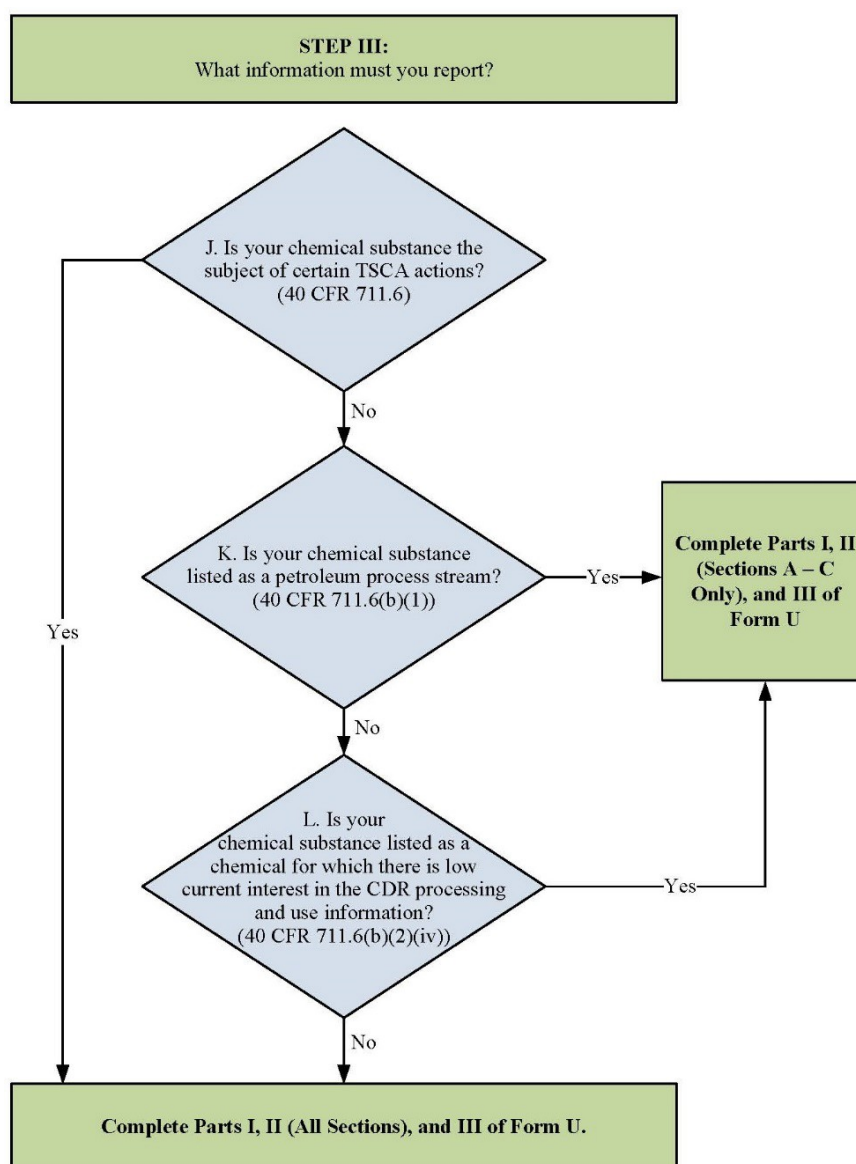 STEP III:
What information must you report?
J. Is your chemical substance the
subject of certain TSCA actions?
(40 CFR 711.6)
No
K. Is your chemical substance
listed as a petroleum process stream?
(40 CFR 711.6(b)(1))
Yes
Complete Parts I, II
(Sections A – C
Only), and III of
Form U
Yes
No
L. Is your
chemical substance listed as a
chemical for which there is low
current interest in the CDR processing
and use information?
(40 CFR 711.6(b)(2)(iv))
Yes
No
Complete Parts I, II (All Sections), and III of Form U.